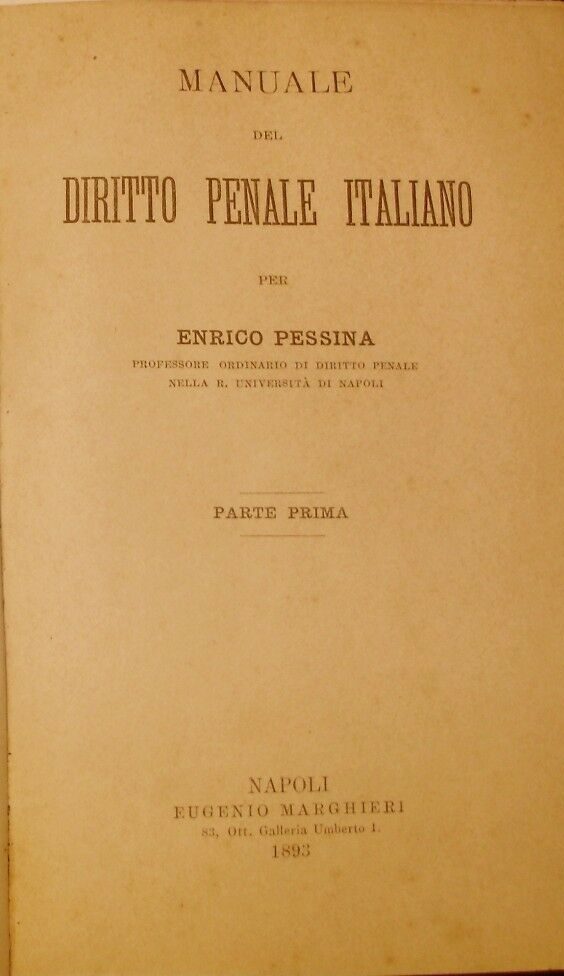 MANUALE
DEL
DIRITTO PENALE ITALIANO
PER
ENRICO PESSINA
PROFESSORE ORDINARIO DI DIRITTO PENALE
NELLA R. UNIVERSITÀ DI NAPOLI
PARTE PRIMA
NAPOLI
EUGENIO MARGHIERI
83, Ott. Galleria Umberto I.
1893